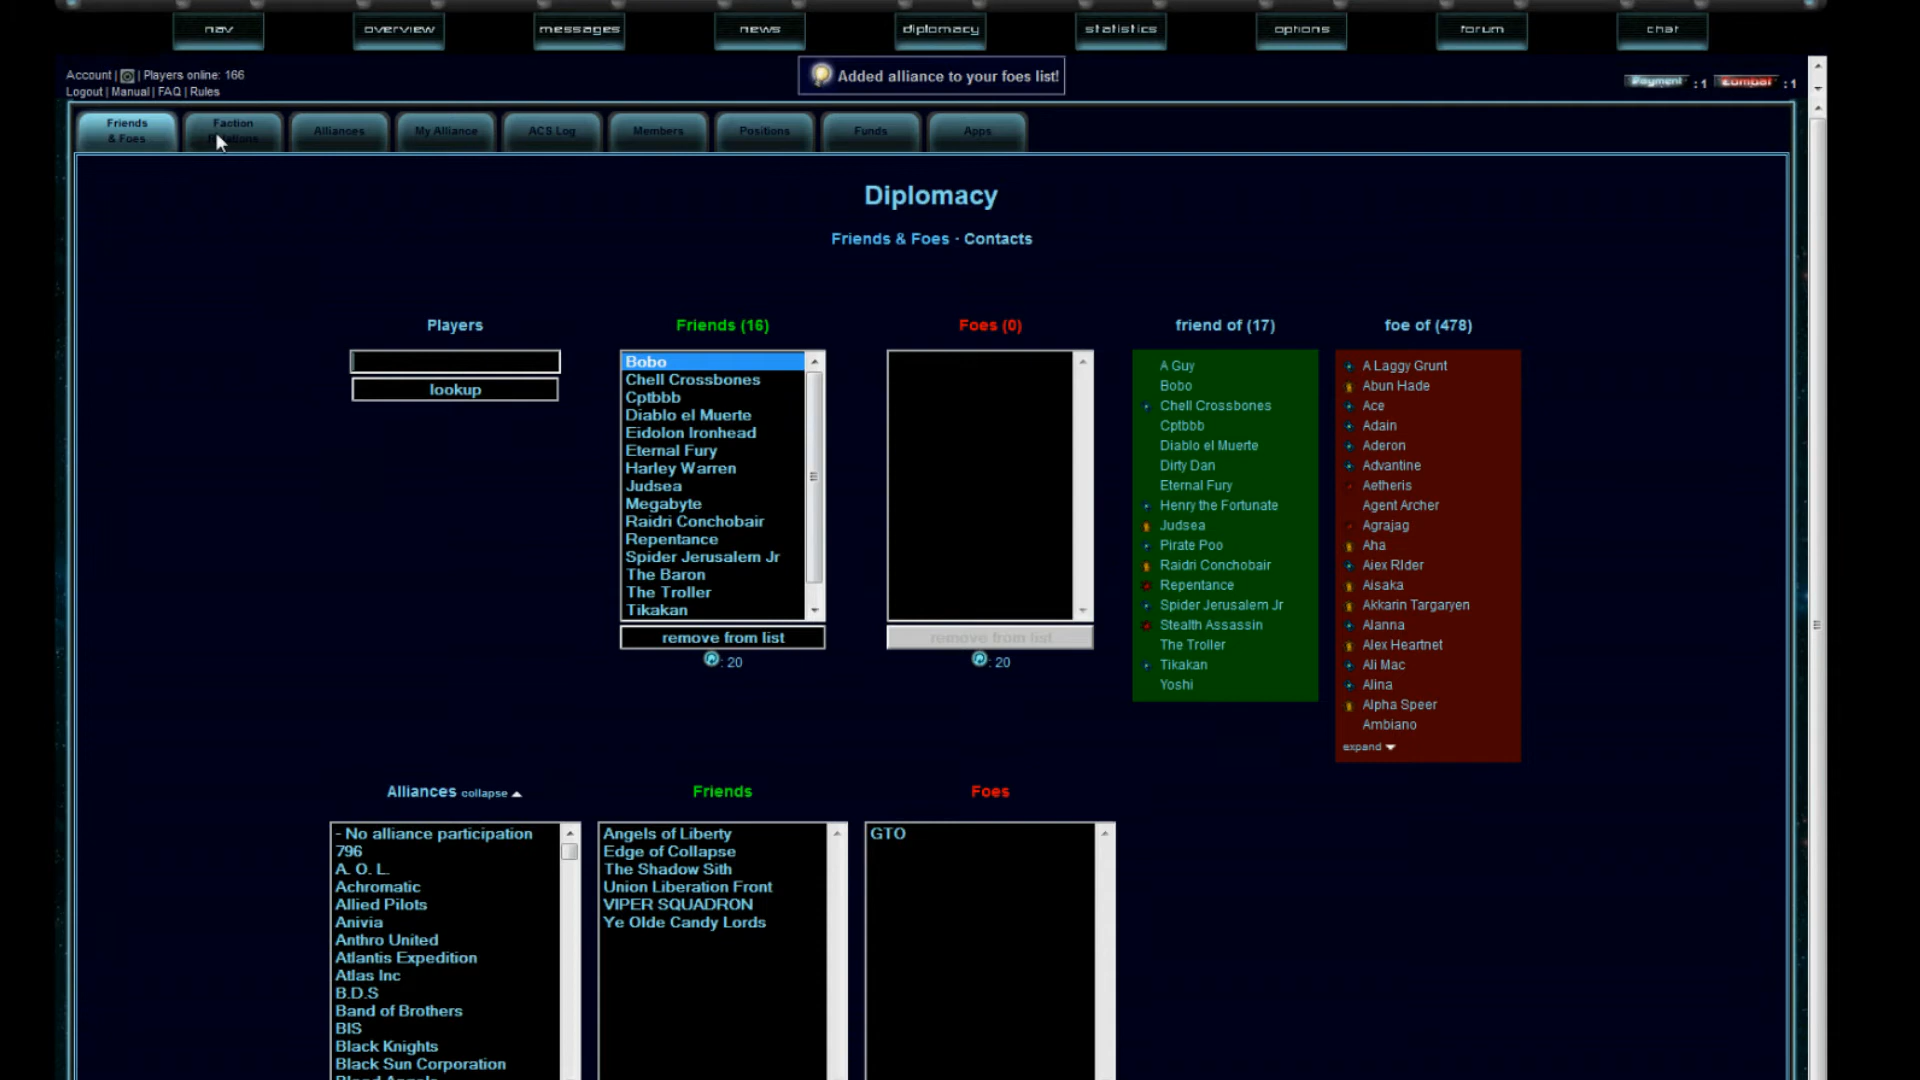 nav overview messages news diplomacy statistics options forum chat
Account | Players online: 166
Logout | Manual | FAQ | Rules
Added alliance to your foes list!
Payment : 1 Combat : 1
Friends & Foes
Faction
Alliances
My Alliance
ACS Log
Members
Positions
Funds
Apps
Diplomacy
Friends & Foes · Contacts
Players
lookup
Friends (16)
Bobo
Chell Crossbones
Cptbbb
Diablo el Muerte
Eidolon Ironhead
Eternal Fury
Harley Warren
Judsea
Megabyte
Raidri Conchobair
Repentance
Spider Jerusalem Jr
The Baron
The Troller
Tikakan
remove from list
: 20
Foes (0)
remove from list
: 20
friend of (17)
A Guy
Bobo
Chell Crossbones
Cptbbb
Diablo el Muerte
Dirty Dan
Eternal Fury
Henry the Fortunate
Judsea
Pirate Poo
Raidri Conchobair
Repentance
Spider Jerusalem Jr
Stealth Assassin
The Troller
Tikakan
Yoshi
foe of (478)
A Laggy Grunt
Abun Hade
Ace
Adain
Aderon
Advantine
Aetheris
Agent Archer
Agrajag
Aha
Aiex RIder
Aisaka
Akkarin Targaryen
Alanna
Alex Heartnet
Ali Mac
Alina
Alpha Speer
Ambiano
expand
Alliances collapse
- No alliance participation
796
A. O. L.
Achromatic
Allied Pilots
Anivia
Anthro United
Atlantis Expedition
Atlas Inc
B.D.S
Band of Brothers
BIS
Black Knights
Black Sun Corporation
Friends
Angels of Liberty
Edge of Collapse
The Shadow Sith
Union Liberation Front
VIPER SQUADRON
Ye Olde Candy Lords
Foes
GTO